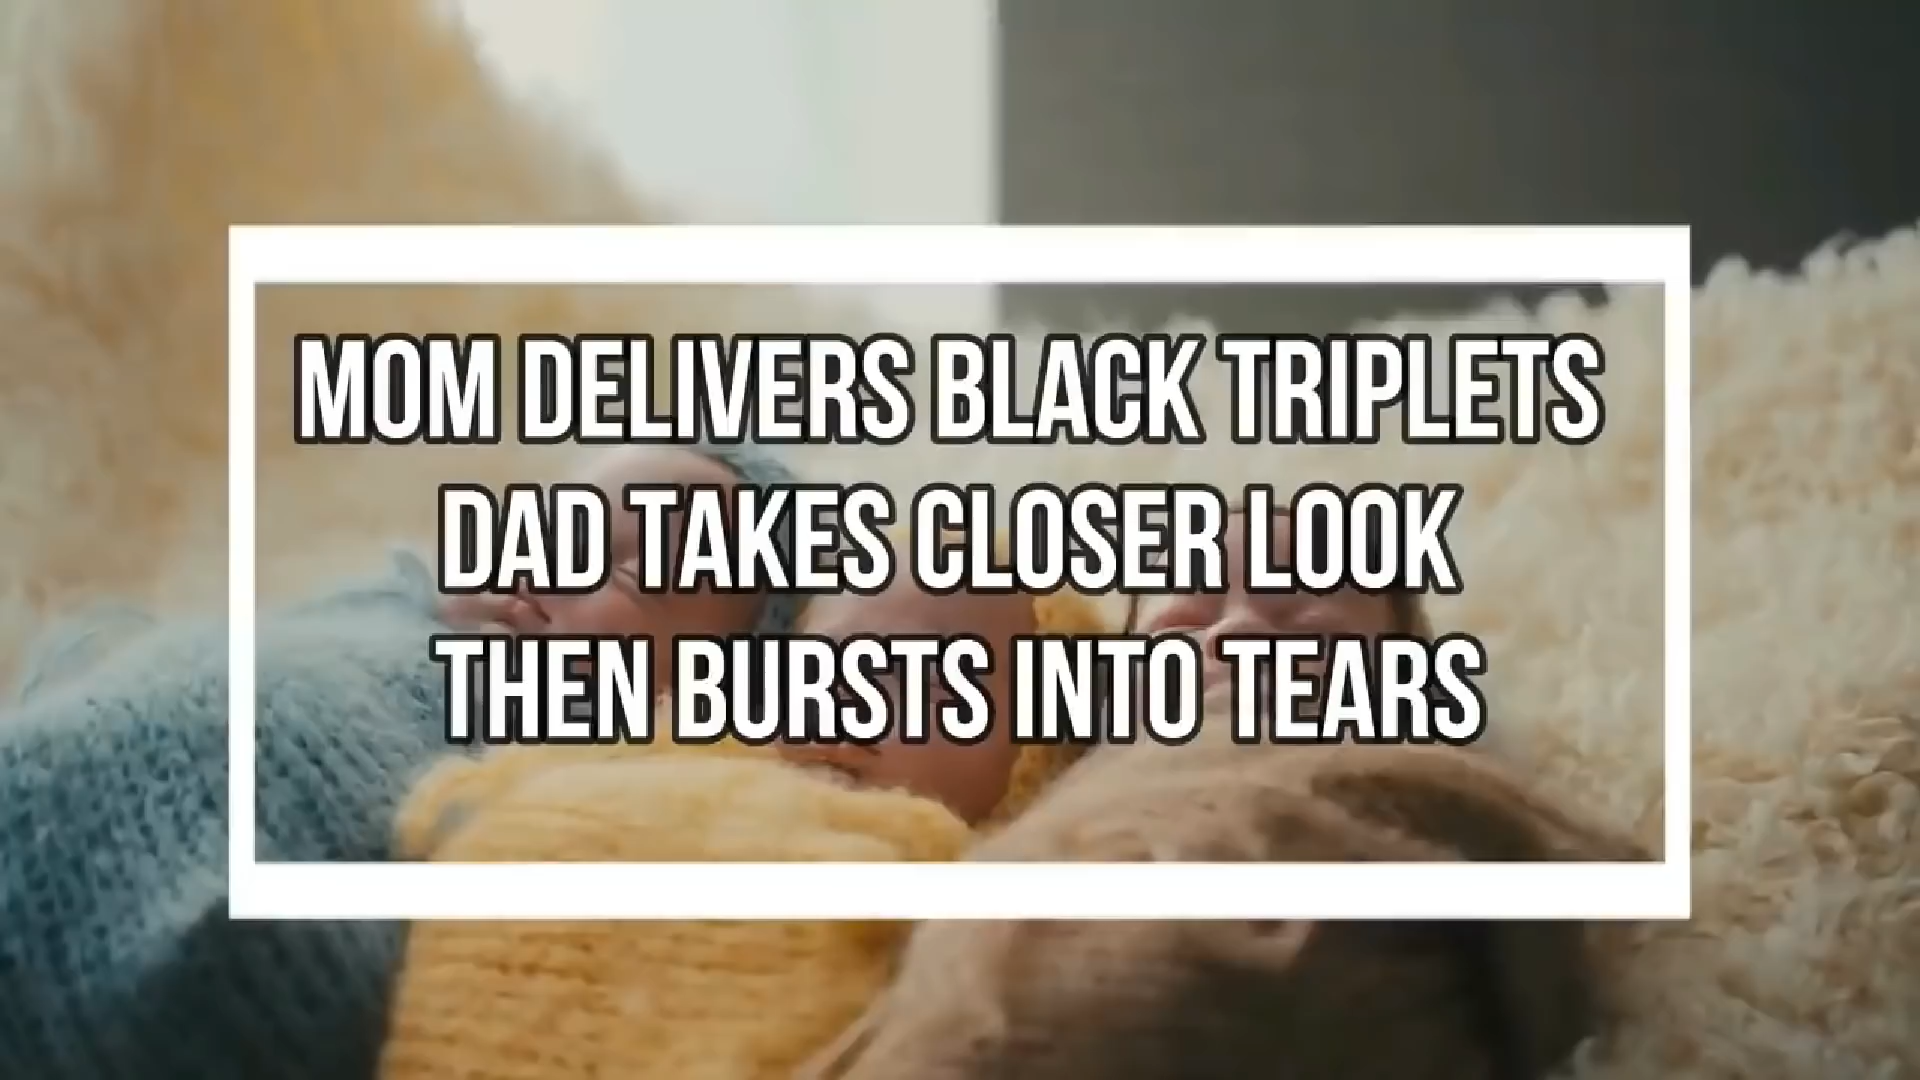 MOM DELIVERS BLACK TRIPLETS
DAD TAKES CLOSER LOOK
THEN BURSTS INTO TEARS